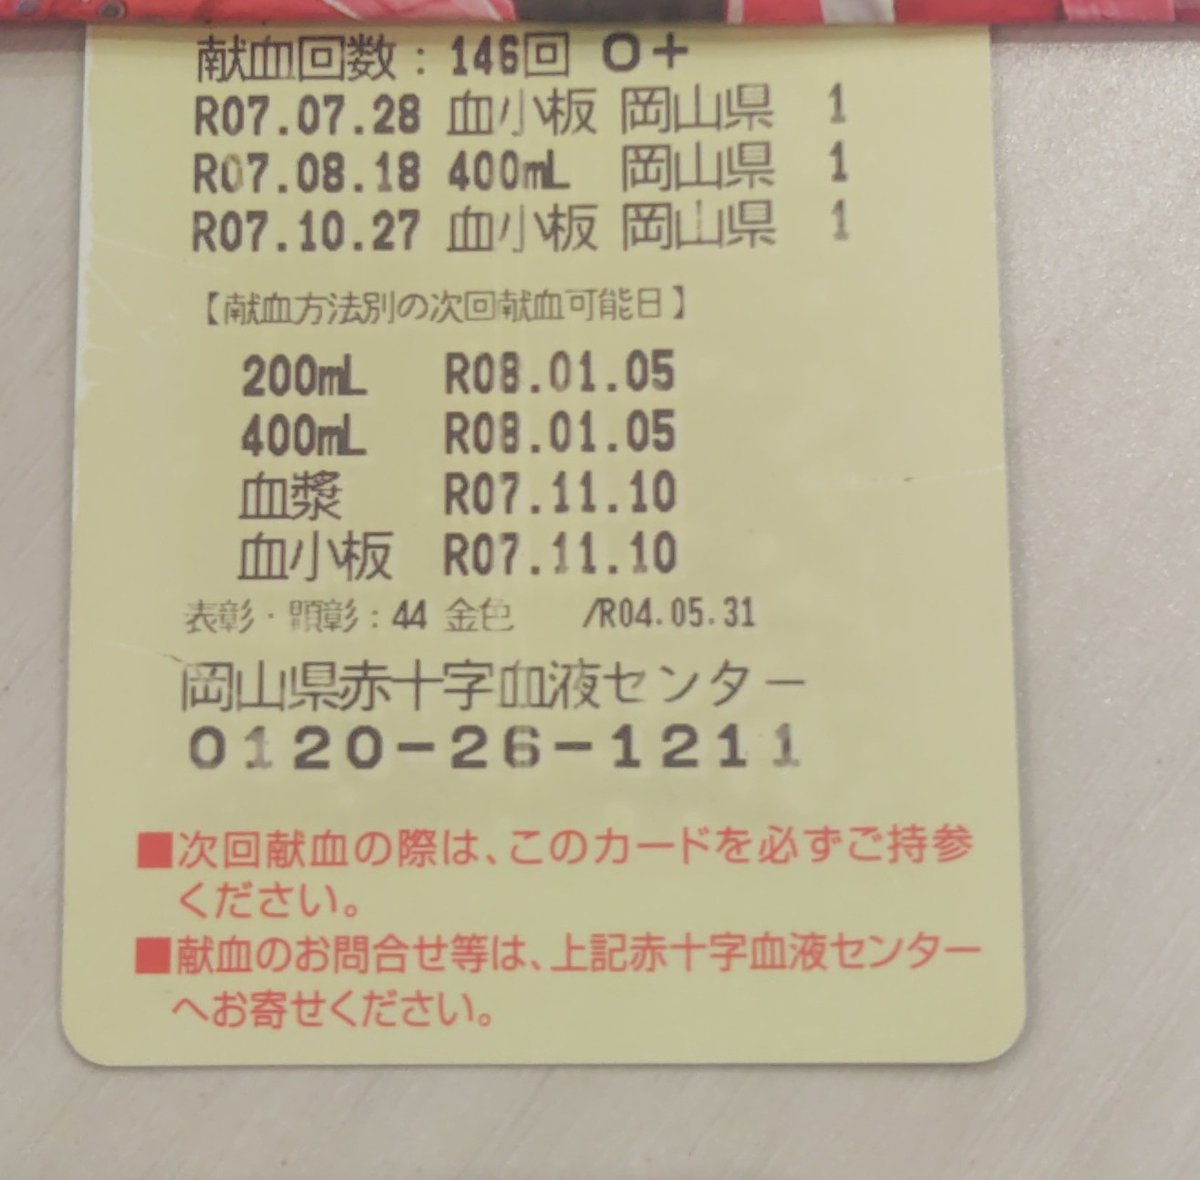 献血回数:146回 O+
R07.07.28 血小板 岡山県 1
R07.08.18 400mL 岡山県 1
R07.10.27 血小板 岡山県 1
【献血方法別の次回献血可能日】
200mL R08.01.05
400mL R08.01.05
血漿 R07.11.10
血小板 R07.11.10
表彰・顕彰:44 金色 /R04.05.31
岡山県赤十字血液センター
0120-26-1211
■次回献血の際は、このカードを必ずご持参
ください。
■献血のお問合せ等は、上記赤十字血液センター
へお寄せください。